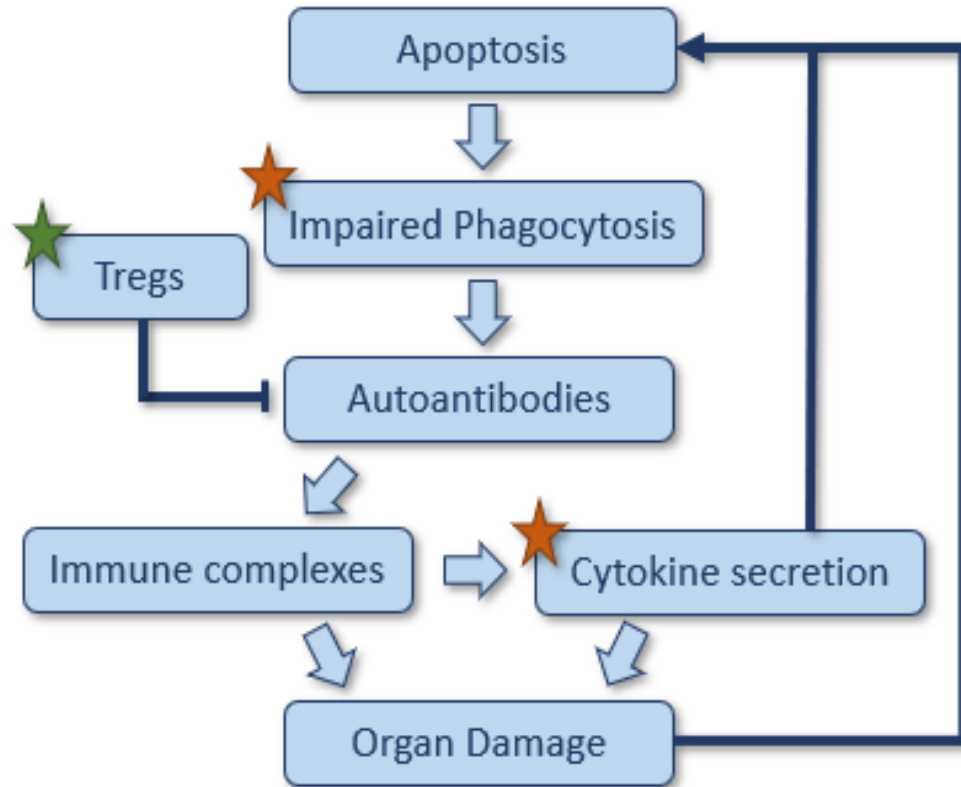 Apoptosis
Impaired Phagocytosis
Tregs
Autoantibodies
Immune complexes
Cytokine secretion
Organ Damage